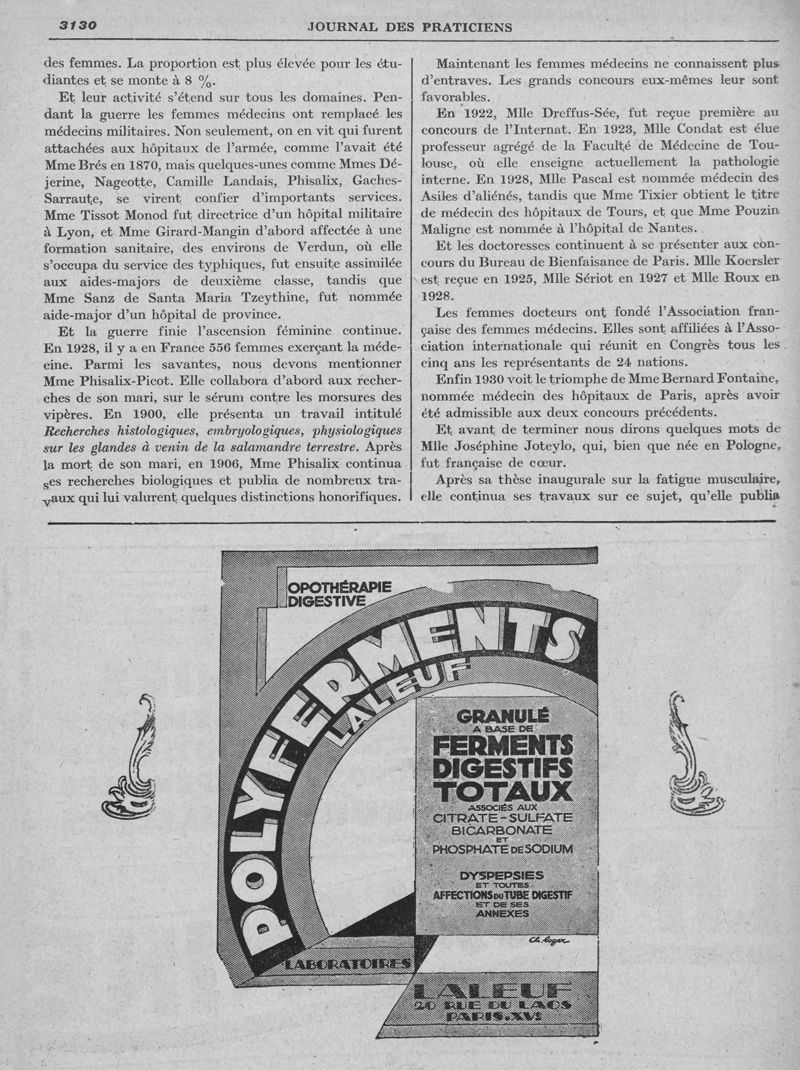 3130
JOURNAL DES PRATICIENS
des femmes. La proportion est plus élevée pour les étu-
diantes et se monte à 8 %.
Et leur activité s'étend sur tous les domaines. Pen-
dant la guerre les femmes médecins ont remplacé les
médecins militaires. Non seulement, on en vit qui furent
attachées aux hôpitaux de l'armée, comme l'avait été
Mme Brés en 1870, mais quelques-unes comme Mmes Dé-
jerine, Nageotte, Camille Landais, Phisalix, Gaches-
Sarraute, se virent confier d'importants services.
Mme Tissot Monod fut directrice d'un hôpital militaire
à Lyon, et Mme Girard-Mangin d'abord affectée à une
formation sanitaire, des environs de Verdun, où elle
s'occupa du service des typhiques, fut ensuite assimilée
aux aides-majors de deuxième classe, tandis que
Mme Sanz de Santa Maria Tzeythine, fut nommée
aide-major d'un hôpital de province.
Et la guerre finie l'ascension féminine continue.
En 1928, il y a en France 556 femmes exerçant la méde-
cine. Parmi les savantes, nous devons mentionner
Mme Phisalix-Picot. Elle collabora d'abord aux recher-
ches de son mari, sur le sérum contre les morsures des
vipères. En 1900, elle présenta un travail intitulé
Recherches histologiques, embryologiques, physiologiques
sur les glandes à venin de la salamandre terrestre. Après
la mort de son mari, en 1906, Mme Phisalix continua
ses recherches biologiques et publia de nombreux tra-
vaux qui lui valurent quelques distinctions honorifiques.
Maintenant les femmes médecins ne connaissent plus
d'entraves. Les grands concours eux-mêmes leur sont
favorables.
En 1922, Mlle Dreffus-Sée, fut reçue première au
concours de l'Internat. En 1923, Mlle Condat est élue
professeur agrégé de la Faculté de Médecine de Tou-
louse, où elle enseigne actuellement la pathologie
interne. En 1928, Mlle Pascal est nommée médecin des
Asiles d'aliénés, tandis que Mme Tixier obtient le titre
de médecin des hôpitaux de Tours, et que Mme Pouzin
Maligne est nommée à l'hôpital de Nantes.
Et les doctoresses continuent à se présenter aux con-
cours du Bureau de Bienfaisance de Paris. Mlle Koersler
est reçue en 1925, Mlle Sériot en 1927 et Mlle Roux en
1928.
Les femmes docteurs ont fondé l'Association fran-
çaise des femmes médecins. Elles sont affiliées à l'Asso-
ciation internationale qui réunit en Congrès tous les
cinq ans les représentants de 24 nations.
Enfin 1930 voit le triomphe de Mme Bernard Fontaine,
nommée médecin des hôpitaux de Paris, après avoir
été admissible aux deux concours précédents.
Et avant de terminer nous dirons quelques mots de
Mlle Joséphine Joteylo, qui, bien que née en Pologne,
fut française de cœur.
Après sa thèse inaugurale sur la fatigue musculaire,
elle continua ses travaux sur ce sujet, qu'elle publia
OPOTHÉRAPIE
DIGESTIVE
POLYFERMENTS
LALEUF
GRANULÉ
A BASE DE
FERMENTS
DIGESTIFS
TOTAUX
ASSOCIÉS AUX
CITRATE-SULFATE
BICARBONATE
ET
PHOSPHATE DE SODIUM
DYSPEPSIES
ET TOUTES
AFFECTIONS DU TUBE DIGESTIF
ET DE SES
ANNEXES
Ch. Loger
LABORATOIRES
LALEUF
20 RUE DU LAOS
PARIS.XVe